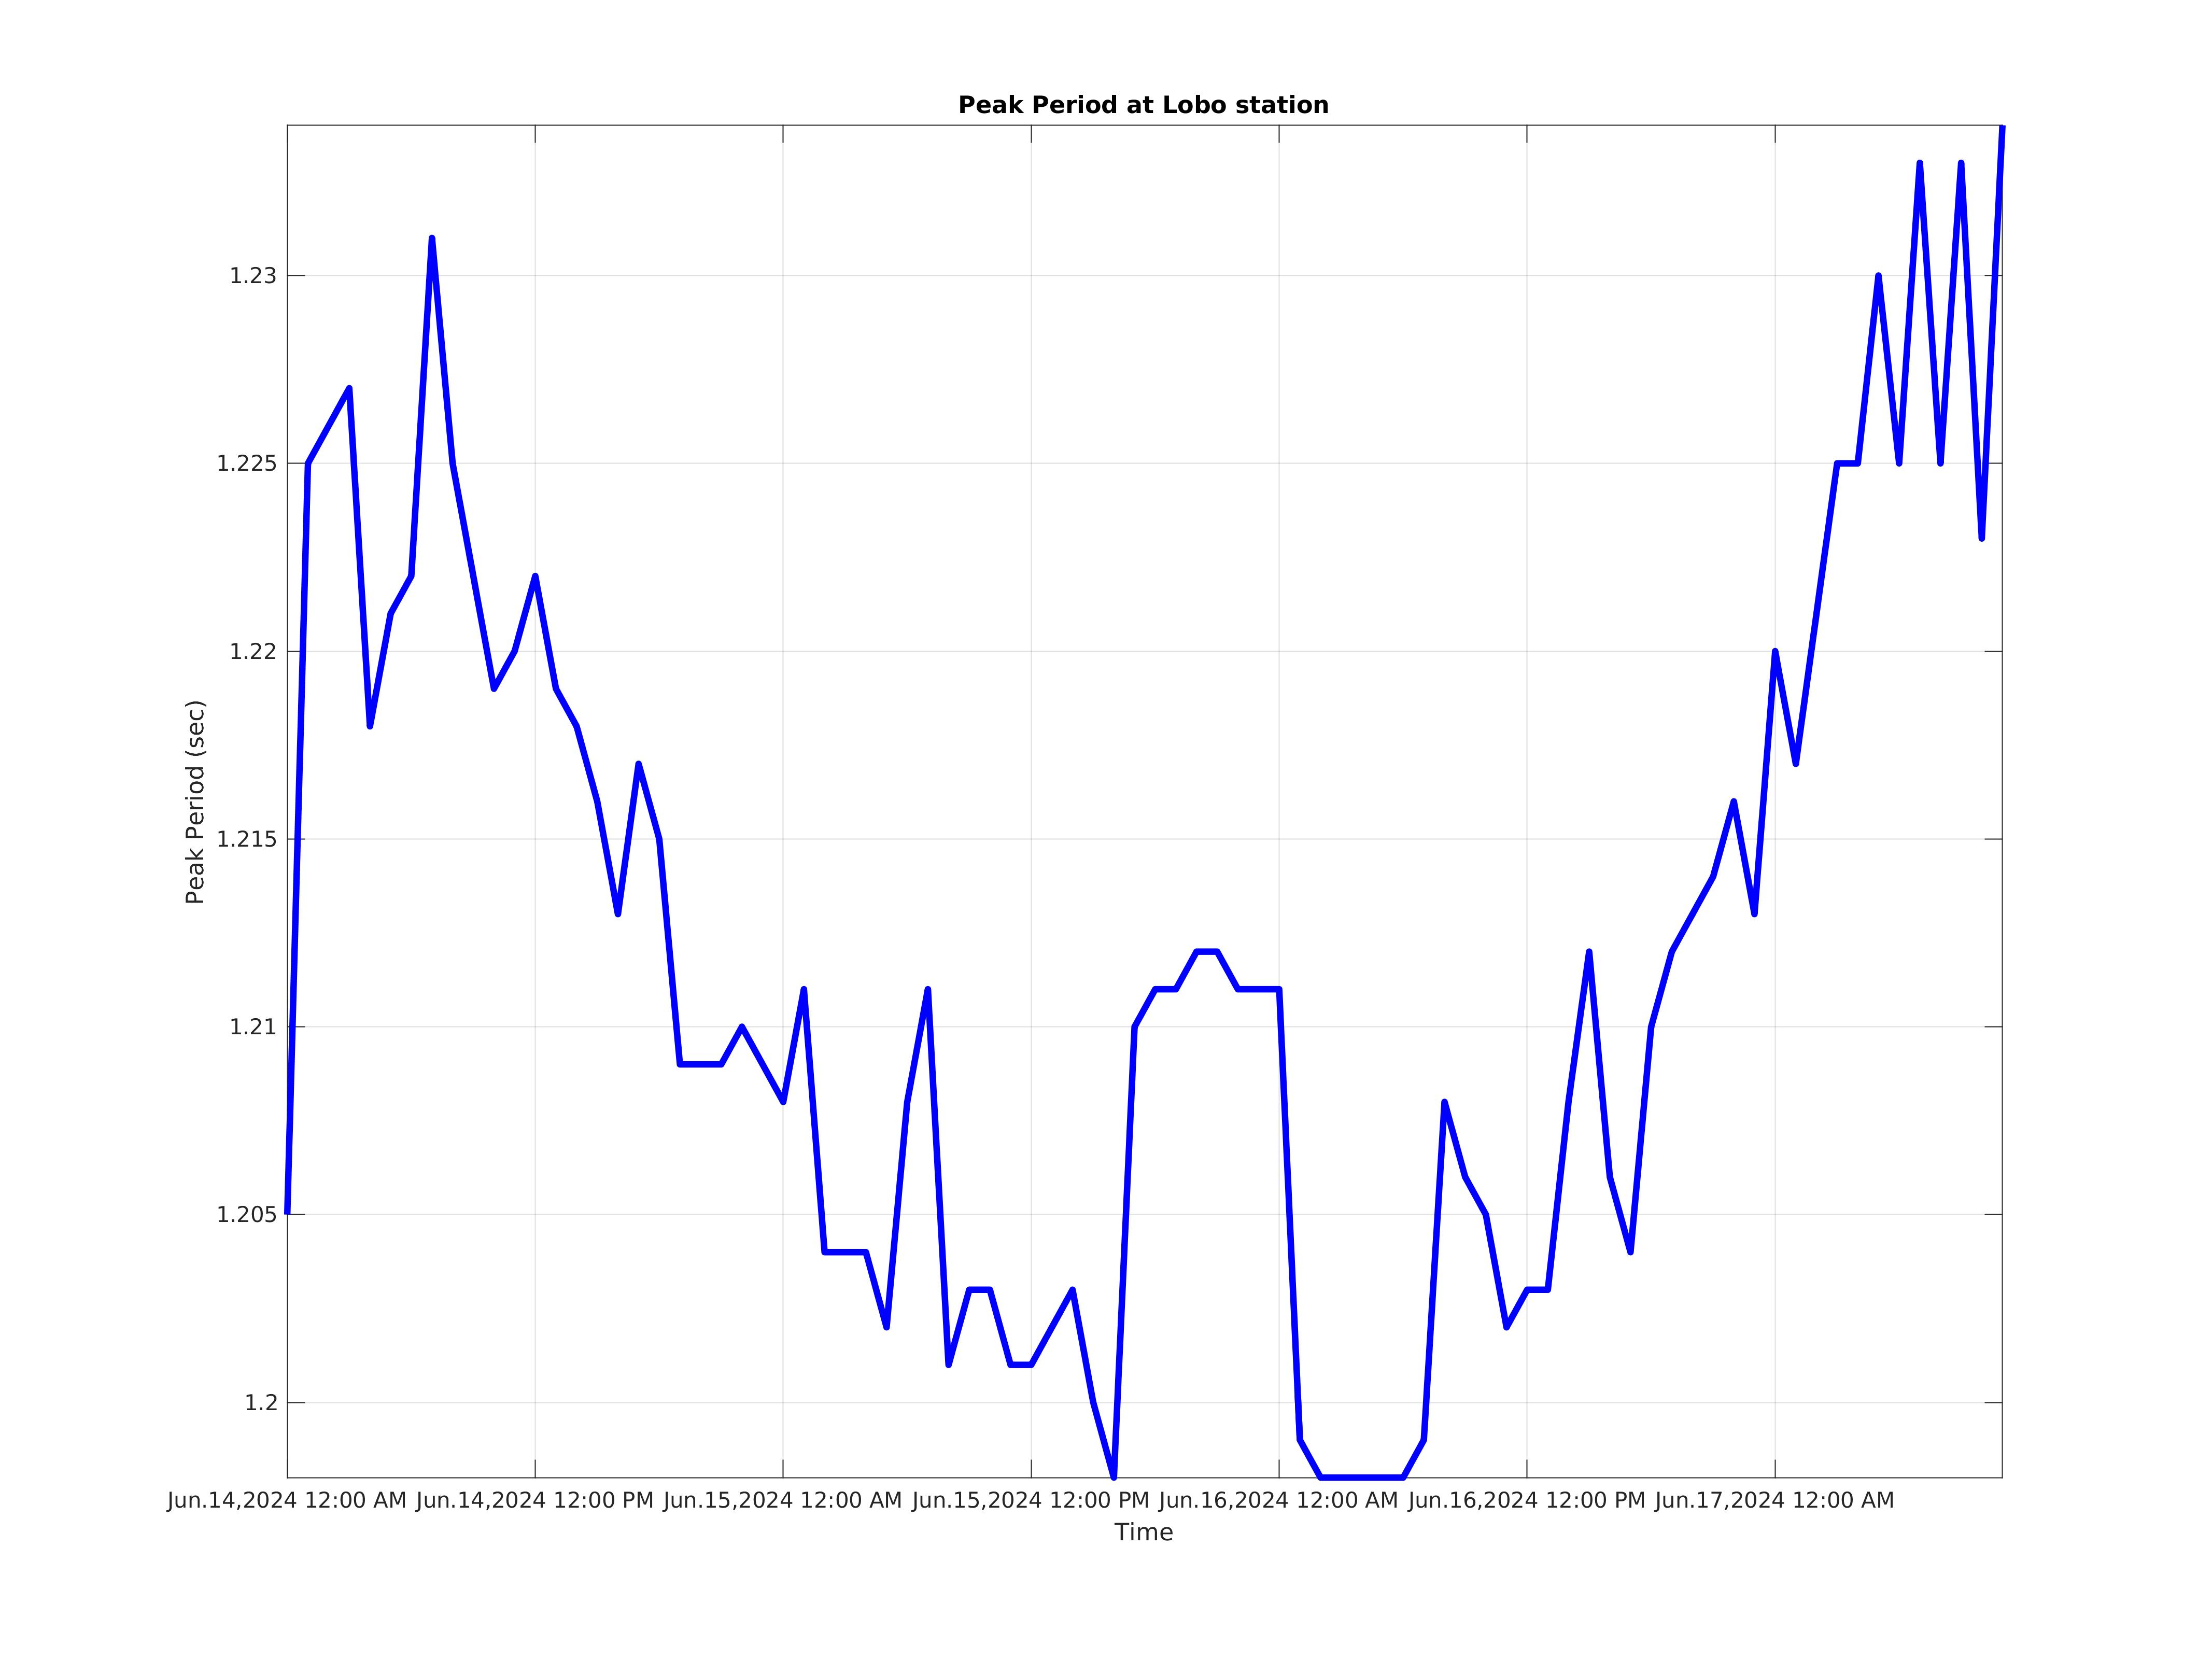 Peak Period at Lobo station
1.23
1.225
1.22
1.215
1.21
1.205
1.2
Peak Period (sec)
Jun.14,2024 12:00 AM Jun.14,2024 12:00 PM Jun.15,2024 12:00 AM Jun.15,2024 12:00 PM Jun.16,2024 12:00 AM Jun.16,2024 12:00 PM Jun.17,2024 12:00 AM
Time